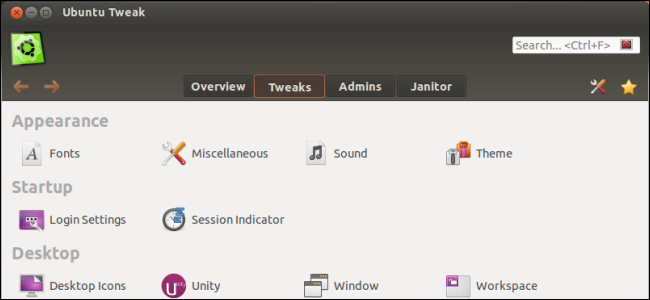 Ubuntu Tweak
Search... <Ctrl+F>
Overview Tweaks Admins Janitor
Appearance
Fonts Miscellaneous Sound Theme
Startup
Login Settings Session Indicator
Desktop
Desktop Icons Unity Window Workspace